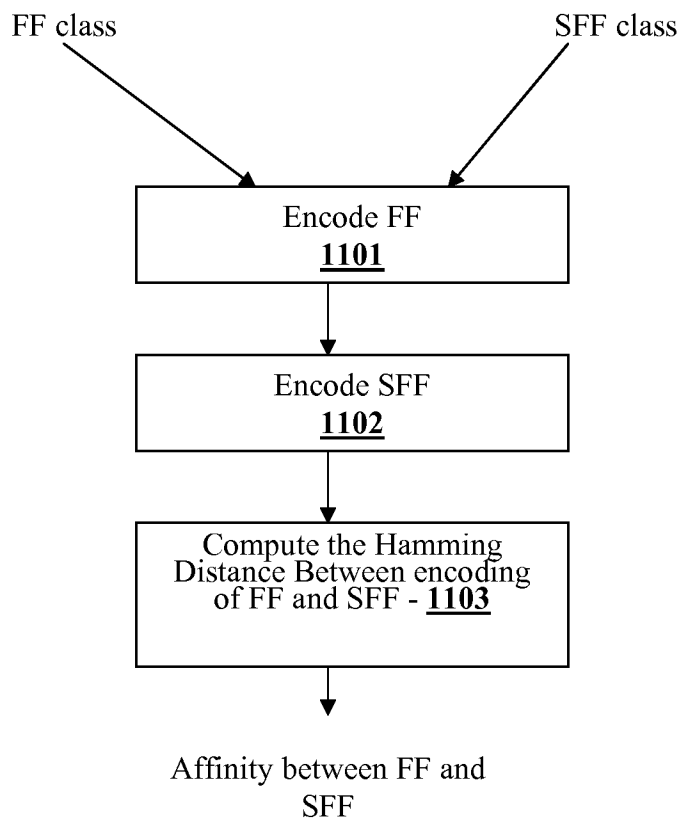 FF class
SFF class
Encode FF
1101
Encode SFF
1102
Compute the Hamming
Distance Between encoding
of FF and SFF - 1103
Affinity between FF and
SFF